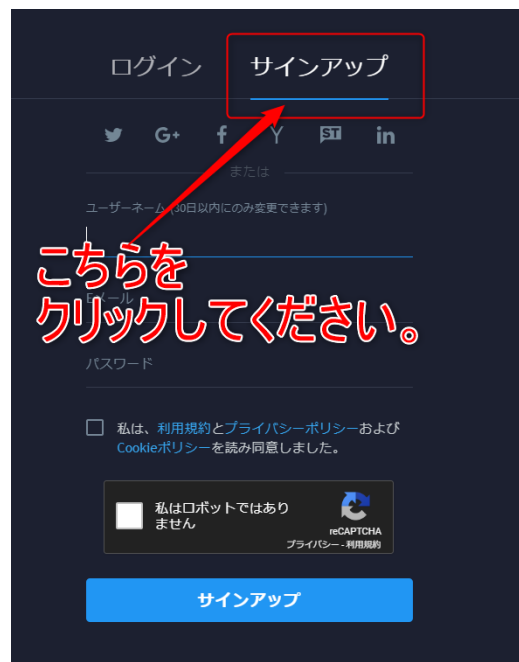 ログイン サインアップ
G+ f Y ST in
または
ユーザーネーム (30日以内にのみ変更できます)
こちらを
Eメール
クリックしてください。
パスワード
私は、利用規約とプライバシーポリシーおよび
Cookieポリシーを読み同意しました。
私はロボットではあり
ません
reCAPTCHA
プライバシー - 利用規約
サインアップ